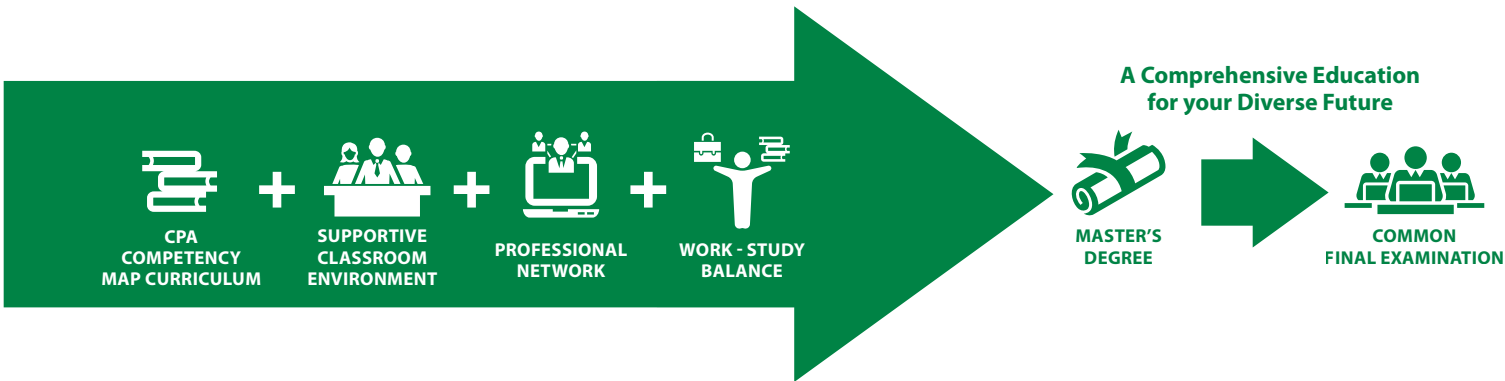 CPA
COMPETENCY
MAP CURRICULUM
SUPPORTIVE
CLASSROOM
ENVIRONMENT
PROFESSIONAL
NETWORK
WORK - STUDY
BALANCE
A Comprehensive Education
for your Diverse Future
MASTER'S
DEGREE
COMMON
FINAL EXAMINATION